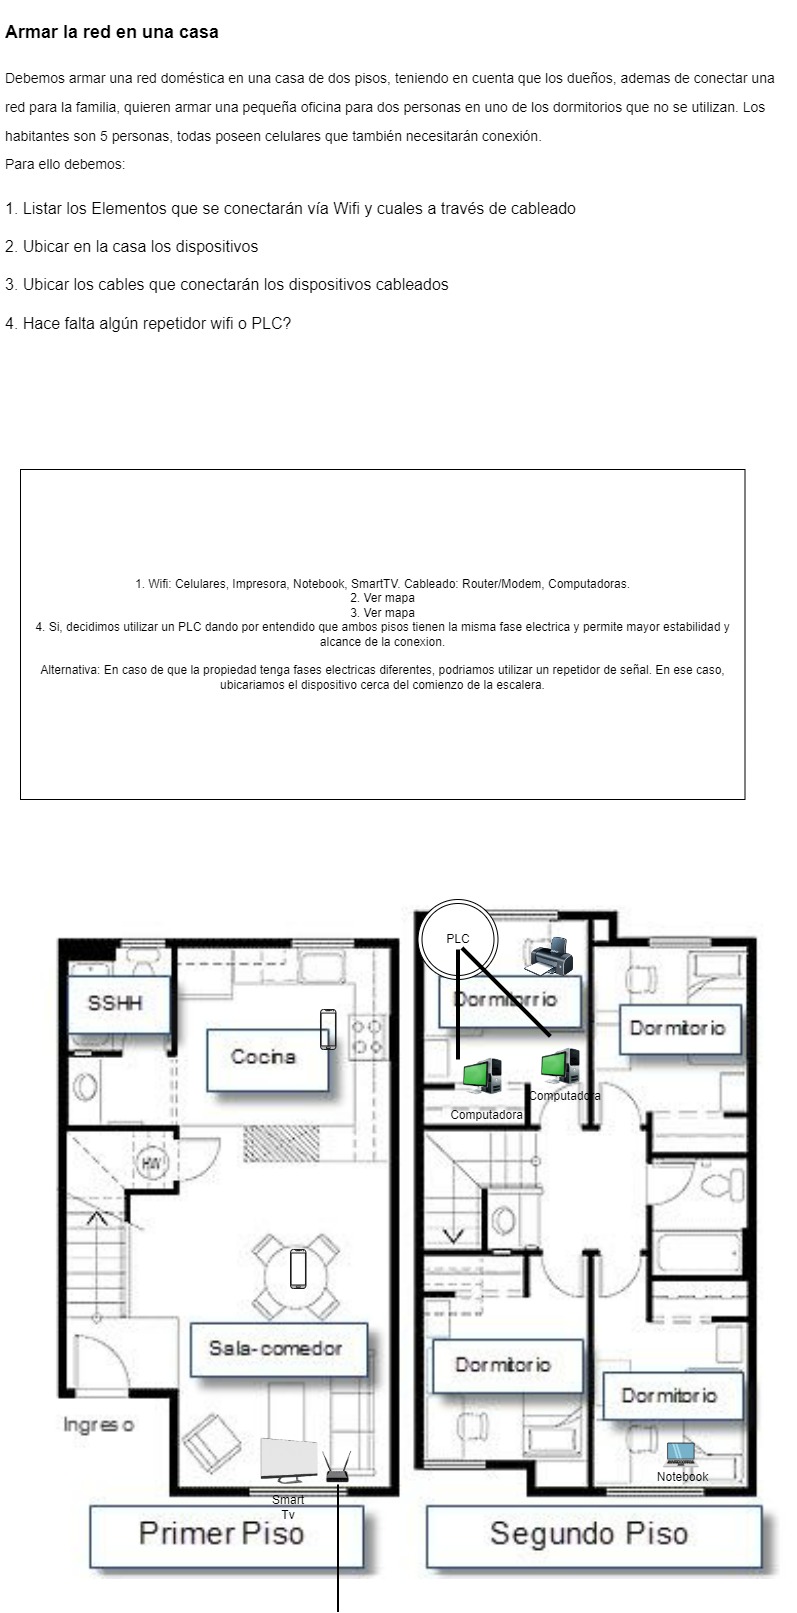 Armar la red en una casa
Debemos armar una red doméstica en una casa de dos pisos, teniendo en cuenta que los dueños, ademas de conectar una
red para la familia, quieren armar una pequeña oficina para dos personas en uno de los dormitorios que no se utilizan. Los
habitantes son 5 personas, todas poseen celulares que también necesitarán conexión.
Para ello debemos:
1. Listar los Elementos que se conectarán vía Wifi y cuales a través de cableado
2. Ubicar en la casa los dispositivos
3. Ubicar los cables que conectarán los dispositivos cableados
4. Hace falta algún repetidor wifi o PLC?
1. Wifi: Celulares, Impresora, Notebook, SmartTV. Cableado: Router/Modem, Computadoras.
2. Ver mapa
3. Ver mapa
4. Si, decidimos utilizar un PLC dando por entendido que ambos pisos tienen la misma fase electrica y permite mayor estabilidad y
alcance de la conexion.
Alternativa: En caso de que la propiedad tenga fases electricas diferentes, podriamos utilizar un repetidor de señal. En ese caso,
ubicariamos el dispositivo cerca del comienzo de la escalera.
PLC
SSHH
Dormitorrio
Dormitorio
Cocina
Computadora
Computadora
HW
Sala-comedor
Dormitorio
Dormitorio
Ingreso
Notebook
Smart
Tv
Primer Piso
Segundo Piso